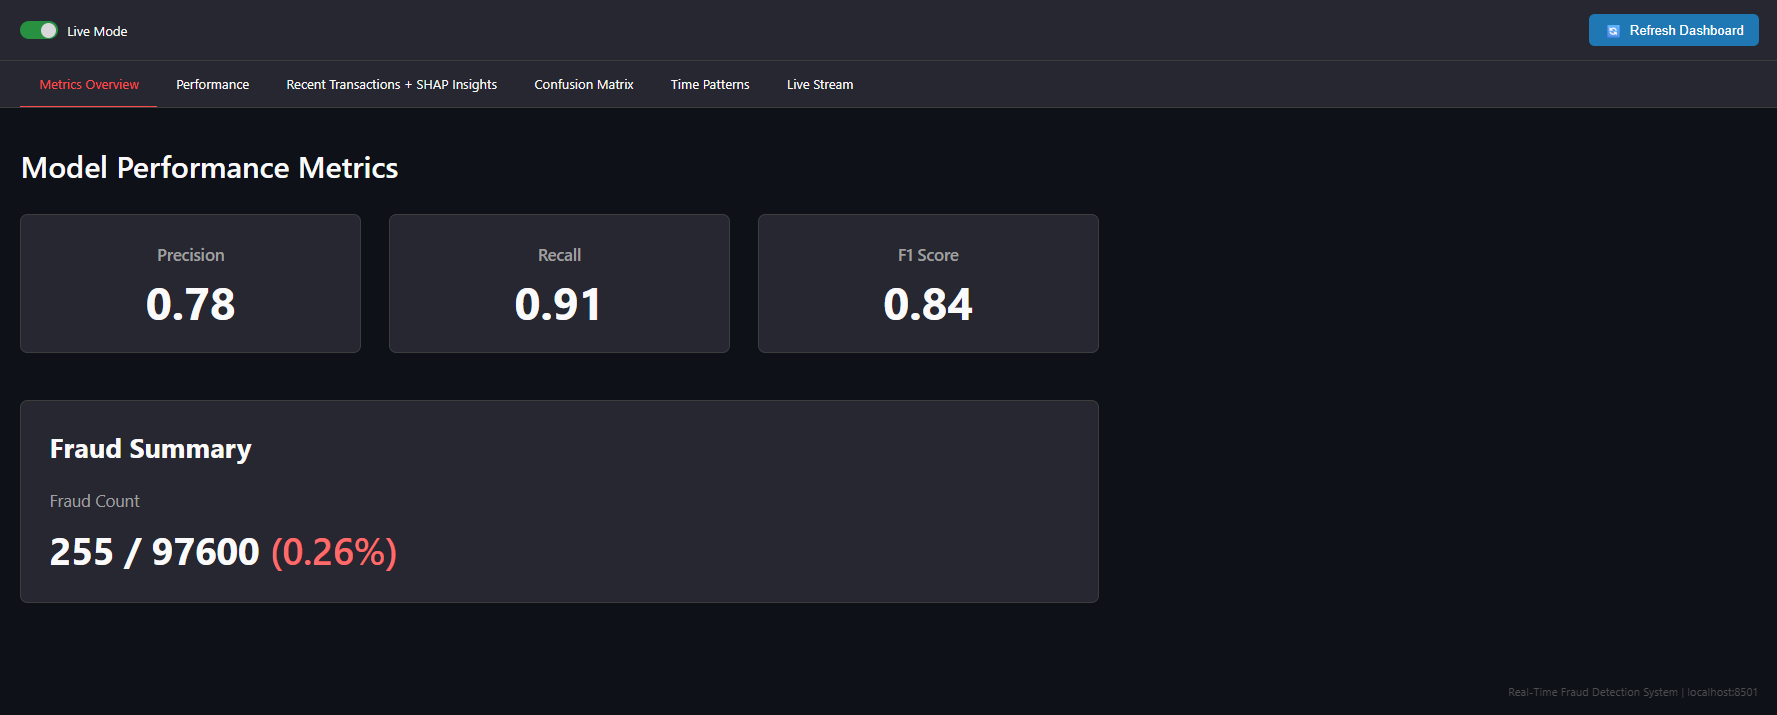 Live Mode
Refresh Dashboard
Metrics Overview Performance Recent Transactions + SHAP Insights Confusion Matrix Time Patterns Live Stream
Model Performance Metrics
Precision Recall F1 Score
0.78 0.91 0.84
Fraud Summary
Fraud Count
255 / 97600 (0.26%)
Real-Time Fraud Detection System | localhost:8501